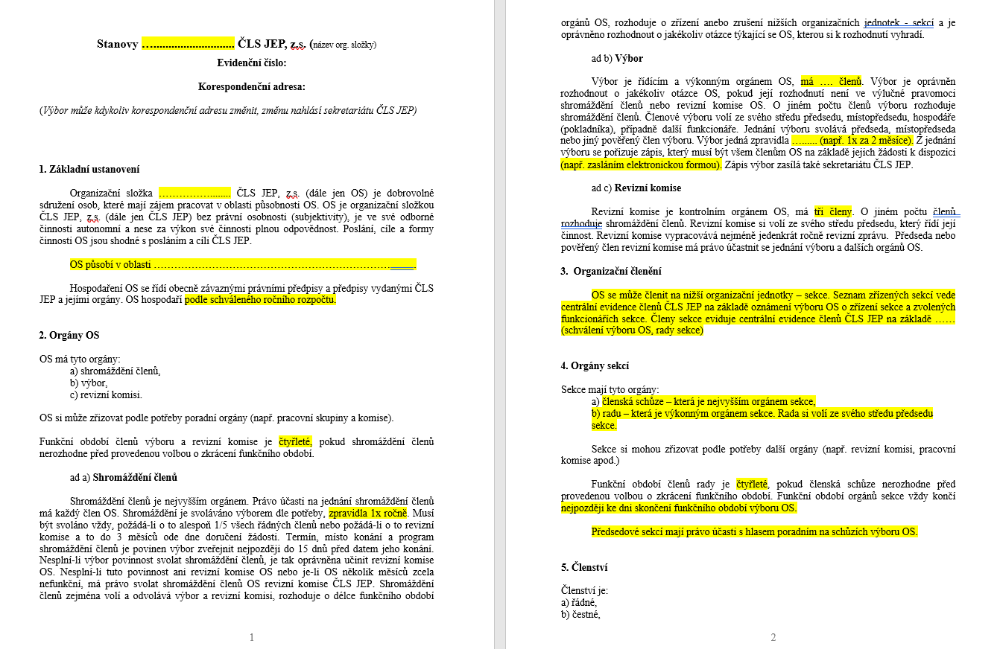 Stanovy …........................... ČLS JEP, z.s. (název org. složky)
Evidenční číslo:
Korespondenční adresa:
(Výbor může kdykoliv korespondenční adresu změnit, změnu nahlásí sekretariátu ČLS JEP)
1. Základní ustanovení
Organizační složka ………………....... ČLS JEP, z.s. (dále jen OS) je dobrovolné
sdružení osob, které mají zájem pracovat v oblasti působnosti OS. OS je organizační složkou
ČLS JEP, z.s. (dále jen ČLS JEP) bez právní osobnosti (subjektivity), je ve své odborné
činnosti autonomní a nese za výkon své činnosti plnou odpovědnost. Poslání, cíle a formy
činnosti OS jsou shodné s posláním a cíli ČLS JEP.
OS působí v oblasti …………………………………………………………………..........
Hospodaření OS se řídí obecně závaznými právními předpisy a předpisy vydanými ČLS
JEP a jejími orgány. OS hospodaří podle schváleného ročního rozpočtu.
2. Orgány OS
OS má tyto orgány:
a) shromáždění členů,
b) výbor,
c) revizní komisi.
OS si může zřizovat podle potřeby poradní orgány (např. pracovní skupiny a komise).
Funkční období členů výboru a revizní komise je čtyřleté, pokud shromáždění členů
nerozhodne před provedenou volbou o zkrácení funkčního období.
ad a) Shromáždění členů
Shromáždění členů je nejvyšším orgánem. Právo účasti na jednání shromáždění členů
má každý člen OS. Shromáždění je svoláváno výborem dle potřeby, zpravidla 1x ročně. Musí
být svoláno vždy, požádá-li o to alespoň 1/5 všech řádných členů nebo požádá-li o to revizní
komise a to do 3 měsíců ode dne doručení žádosti. Termín, místo konání a program
shromáždění členů je povinen výbor zveřejnit nejpozději do 15 dnů před datem jeho konání.
Nesplní-li výbor povinnost svolat shromáždění členů, je tak oprávněna učinit revizní komise
OS. Nesplní-li tuto povinnost ani revizní komise OS nebo je-li OS několik měsíců zcela
nefunkční, má právo svolat shromáždění členů OS revizní komise ČLS JEP. Shromáždění
členů zejména volí a odvolává výbor a revizní komisi, rozhoduje o délce funkčního období
1
orgánů OS, rozhoduje o zřízení anebo zrušení nižších organizačních jednotek - sekcí a je
oprávněno rozhodnout o jakékoliv otázce týkající se OS, kterou si k rozhodnutí vyhradí.
ad b) Výbor
Výbor je řídícím a výkonným orgánem OS, má …. členů. Výbor je oprávněn
rozhodnout o jakékoliv otázce OS, pokud její rozhodnutí není ve výlučné pravomoci
shromáždění členů nebo revizní komise OS. O jiném počtu členů výboru rozhoduje
shromáždění členů. Členové výboru volí ze svého středu předsedu, místopředsedu, hospodáře
(pokladníka), případně další funkcionáře. Jednání výboru svolává předseda, místopředseda
nebo jiný pověřený člen výboru. Výbor jedná zpravidla ……... (např. 1x za 2 měsíce). Z jednání
výboru se pořizuje zápis, který musí být všem členům OS na základě jejich žádosti k dispozici
(např. zasláním elektronickou formou). Zápis výbor zasílá také sekretariátu ČLS JEP.
ad c) Revizní komise
Revizní komise je kontrolním orgánem OS, má tři členy. O jiném počtu členů
rozhoduje shromáždění členů. Revizní komise si volí ze svého středu předsedu, který řídí její
činnost. Revizní komise vypracovává nejméně jedenkrát ročně revizní zprávu. Předseda nebo
pověřený člen revizní komise má právo účastnit se jednání výboru a dalších orgánů OS.
3. Organizační členění
OS se může členit na nižší organizační jednotky – sekce. Seznam zřízených sekcí vede
centrální evidence členů ČLS JEP na základě oznámení výboru OS o zřízení sekce a zvolených
funkcionářích sekce. Členy sekce eviduje centrální evidence členů ČLS JEP na základě ……
(schválení výboru OS, rady sekce)
4. Orgány sekcí
Sekce mají tyto orgány:
a) členská schůze – která je nejvyšším orgánem sekce,
b) radu – která je výkonným orgánem sekce. Rada si volí ze svého středu předsedu
sekce.
Sekce si mohou zřizovat podle potřeby další orgány (např. revizní komisi, pracovní
komise apod.)
Funkční období členů rady je čtyřleté, pokud členská schůze nerozhodne před
provedenou volbou o zkrácení funkčního období. Funkční období orgánů sekce vždy končí
nejpozději ke dni skončení funkčního období výboru OS.
Předsedové sekcí mají právo účasti s hlasem poradním na schůzích výboru OS.
5. Členství
Členství je:
a) řádné,
b) čestné,
2